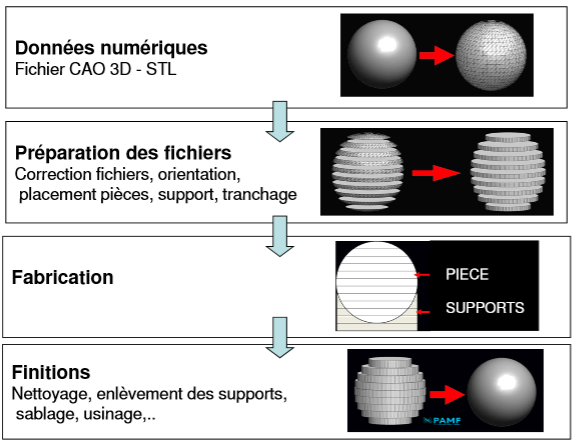 Données numériques
Fichier CAO 3D - STL
Préparation des fichiers
Correction fichiers, orientation,
placement pièces, support, tranchage
Fabrication
PIECE
SUPPORTS
Finitions
Nettoyage, enlèvement des supports,
sablage, usinage,..
PAMF